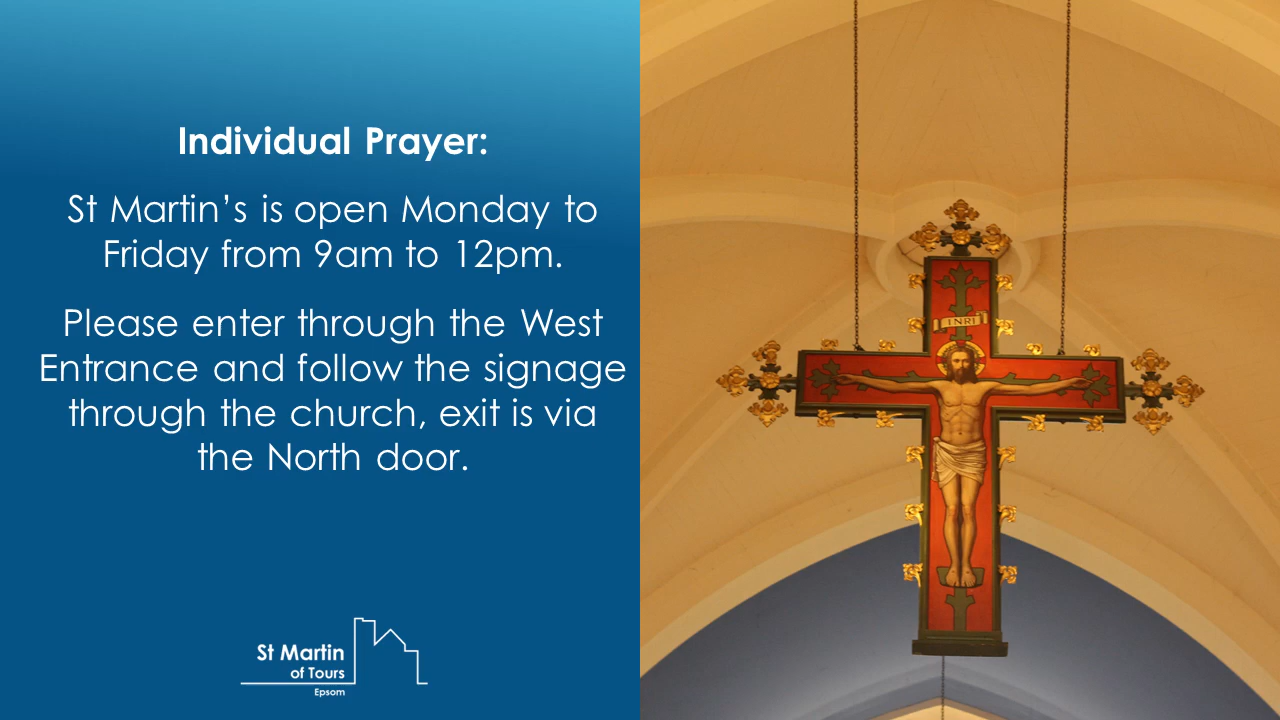 Individual Prayer:
St Martin’s is open Monday to
Friday from 9am to 12pm.
Please enter through the West
Entrance and follow the signage
through the church, exit is via
the North door.
St Martin
of Tours
Epsom
INRI